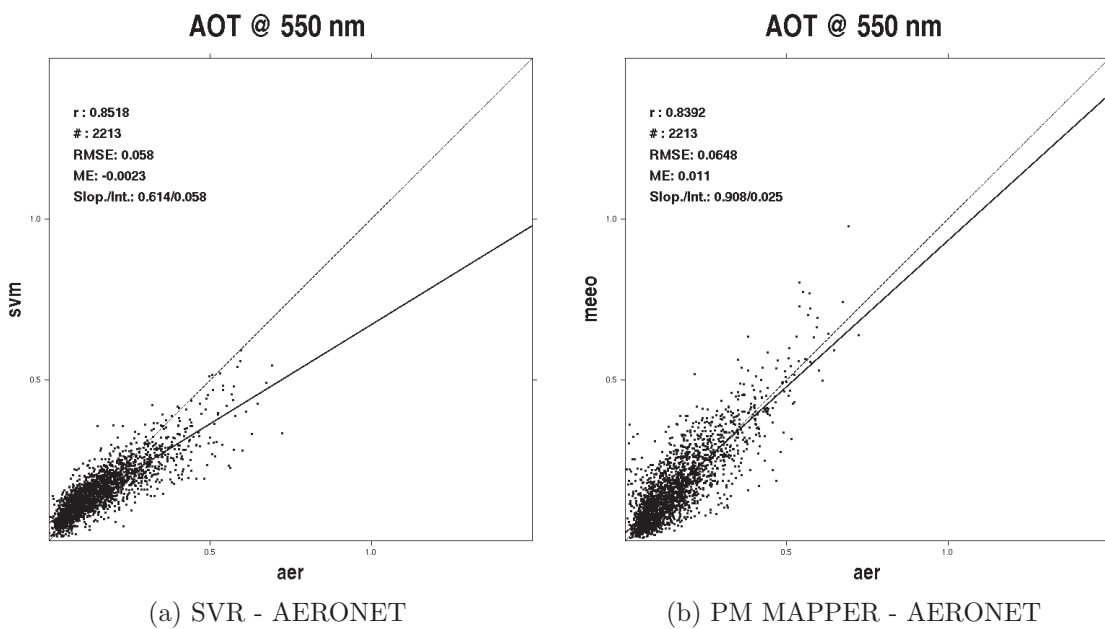 AOT @ 550 nm
r : 0.8518
# : 2213
RMSE: 0.058
ME: -0.0023
Slop./Int.: 0.614/0.058
1.0
svm
0.5
0.5
1.0
aer
(a) SVR - AERONET
AOT @ 550 nm
r : 0.8392
# : 2213
RMSE: 0.0648
ME: 0.011
Slop./Int.: 0.908/0.025
1.0
meeo
0.5
0.5
1.0
aer
(b) PM MAPPER - AERONET